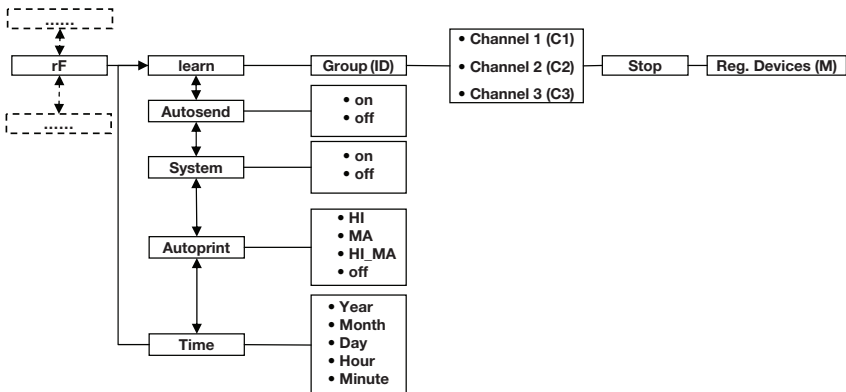 ......
rF
......
learn
Group (ID)
• Channel 1 (C1)
• Channel 2 (C2)
• Channel 3 (C3)
Stop
Reg. Devices (M)
Autosend
• on
• off
System
• on
• off
Autoprint
• HI
• MA
• HI_MA
• off
Time
• Year
• Month
• Day
• Hour
• Minute